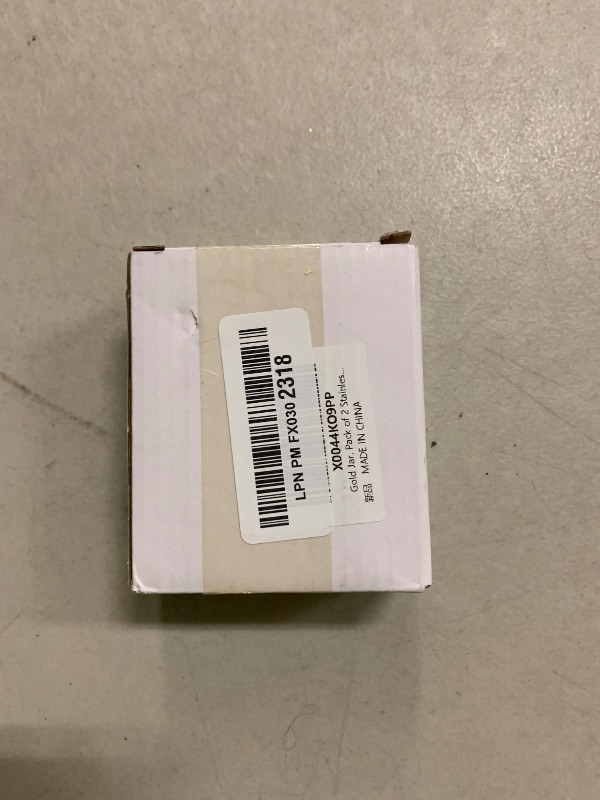 LPN PM FX030 2318
X0044KO9PP
Gold Jar, Pack of 2 Stainles...
新品 MADE IN CHINA